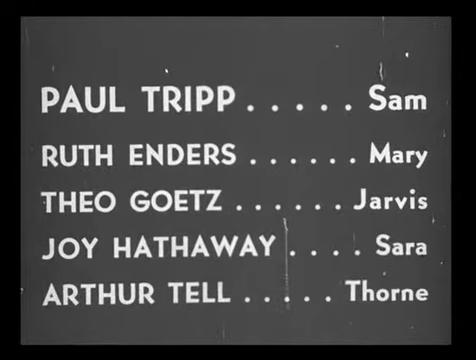 PAUL TRIPP . . . . . Sam
RUTH ENDERS . . . . . . Mary
THEO GOETZ . . . . . . Jarvis
JOY HATHAWAY . . . . Sara
ARTHUR TELL . . . . . Thorne